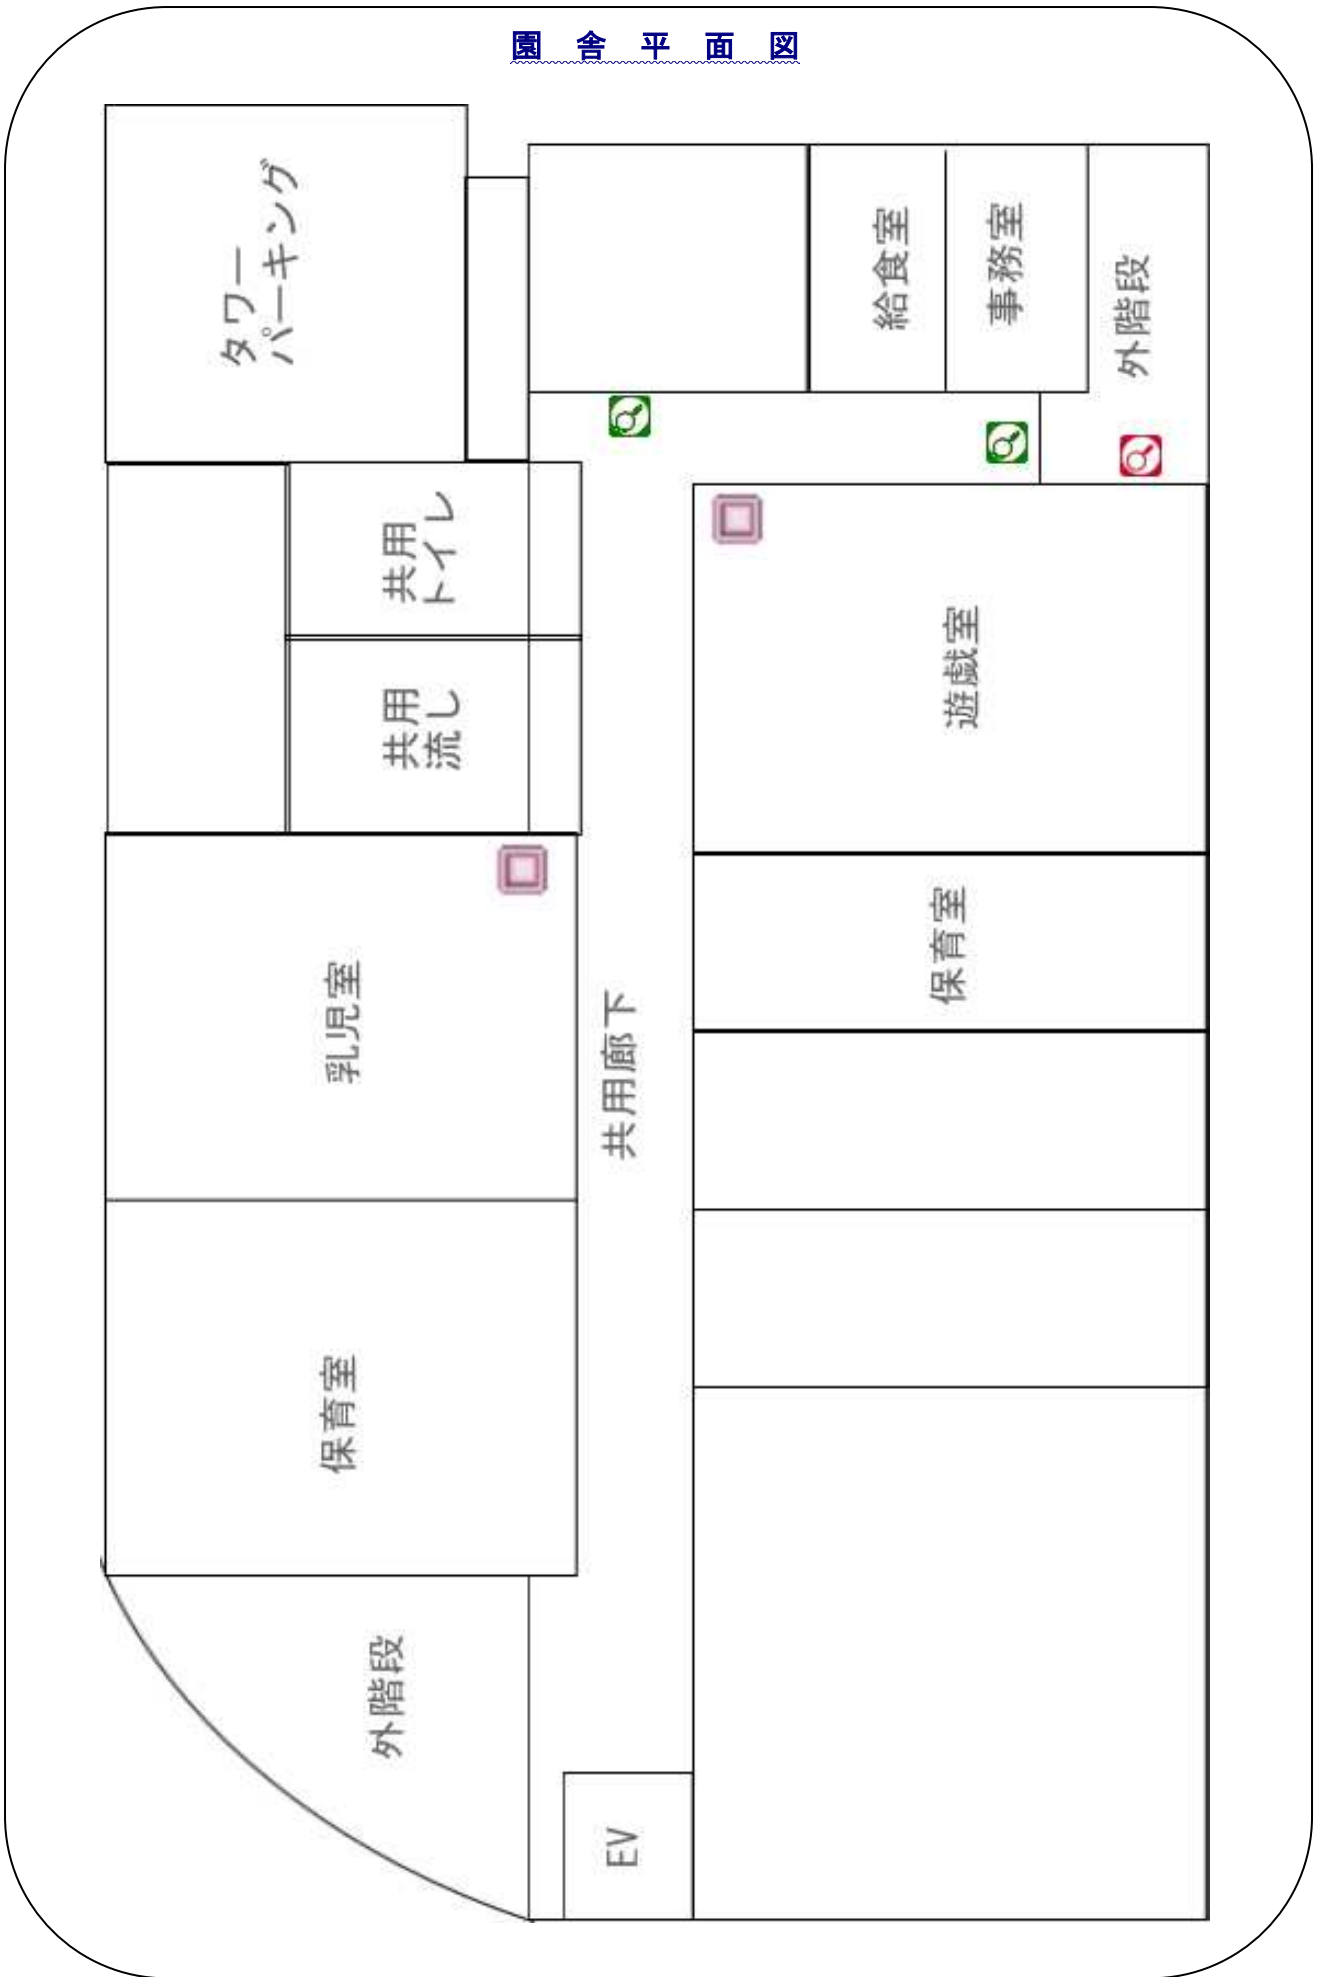 園舎平面図
タワー
パーキング
給食室
事務室
外階段
共用
トイレ
共用
流し
遊戯室
乳児室
保育室
共用廊下
保育室
外階段
EV